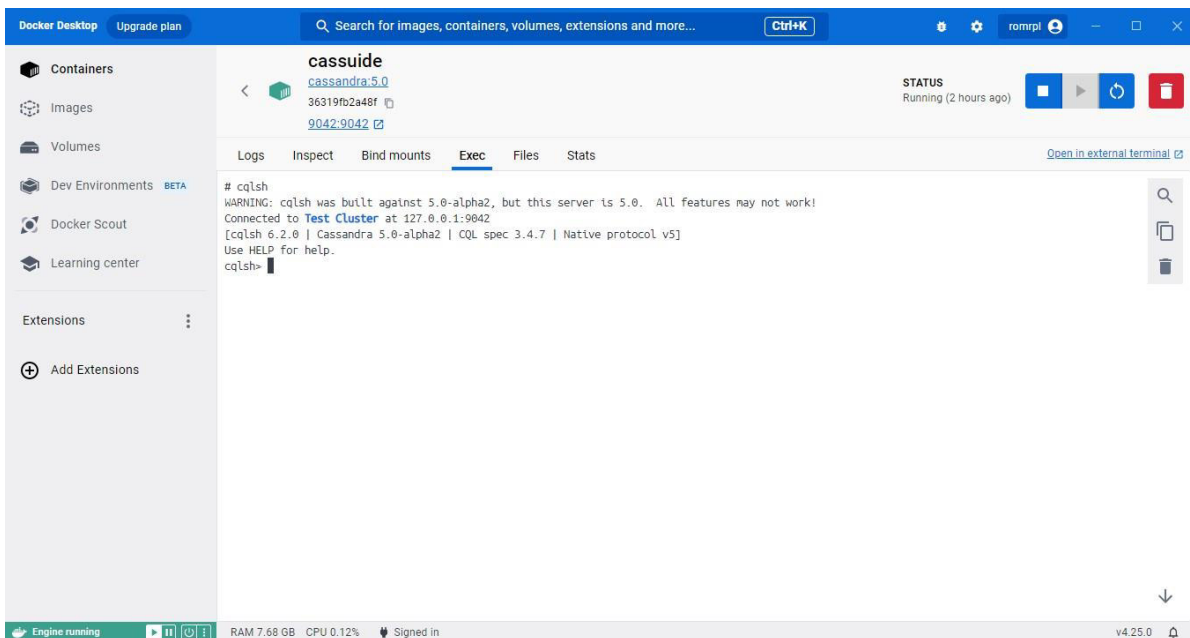 Docker Desktop Upgrade plan Search for images, containers, volumes, extensions and more... Ctrl+K romrpl
Containers
Images
Volumes
Dev Environments BETA
Docker Scout
Learning center
Extensions
Add Extensions
cassuide
cassandra:5.0
36319fb2a48f
9042:9042
STATUS
Running (2 hours ago)
Logs Inspect Bind mounts Exec Files Stats Open in external terminal
# cqlsh
WARNING: cqlsh was built against 5.0-alpha2, but this server is 5.0.  All features may not work!
Connected to Test Cluster at 127.0.0.1:9042
[cqlsh 6.2.0 | Cassandra 5.0-alpha2 | CQL spec 3.4.7 | Native protocol v5]
Use HELP for help.
cqlsh>
Engine running RAM 7.68 GB CPU 0.12% Signed in v4.25.0